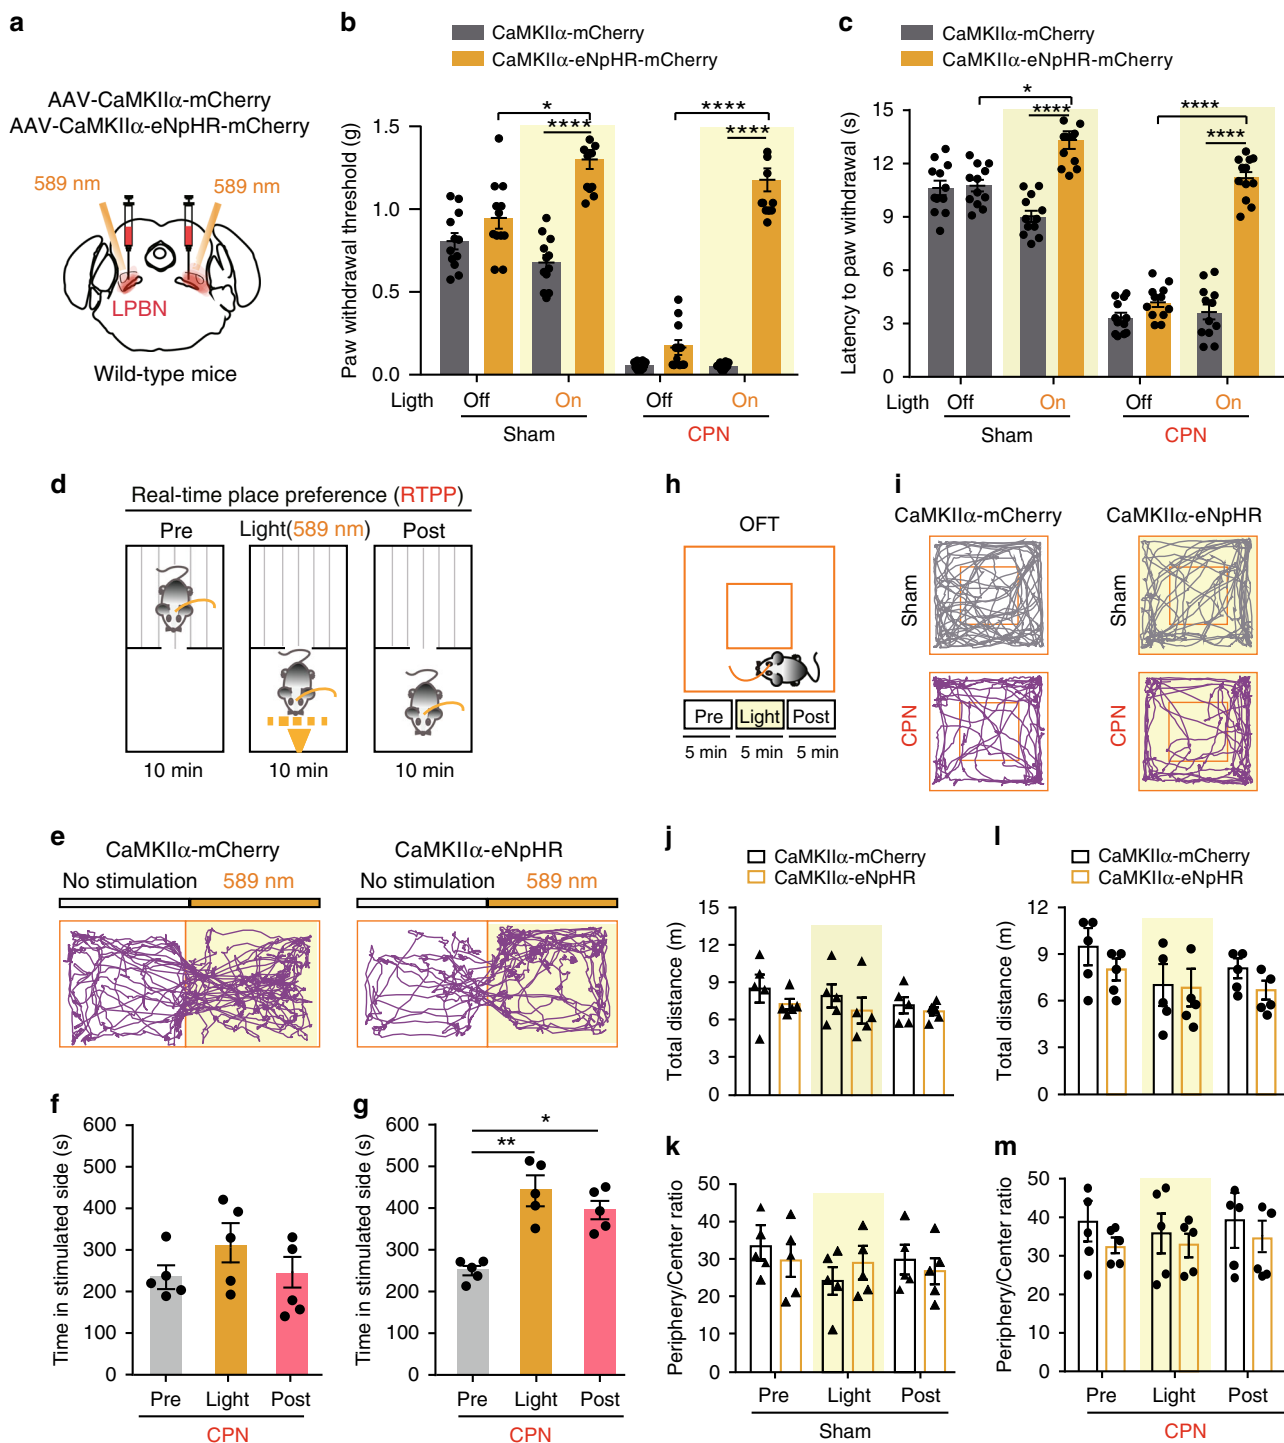 a
AAV-CaMKIIα-mCherry
AAV-CaMKIIα-eNpHR-mCherry
589 nm
589 nm
LPBN
Wild-type mice
b
CaMKIIα-mCherry
CaMKIIα-eNpHR-mCherry
Paw withdrawal threshold (g)
1.5
1.0
0.5
0.0
*
****
****
****
Ligth
Off
On
Off
On
Sham
CPN
c
CaMKIIα-mCherry
CaMKIIα-eNpHR-mCherry
Latency to paw withdrawal (s)
15
12
9
6
3
0
*
****
****
****
Ligth
Off
On
Off
On
Sham
CPN
d
Real-time place preference (RTPP)
Pre
Light(589 nm)
Post
10 min
10 min
10 min
e
CaMKIIα-mCherry
No stimulation
589 nm
CaMKIIα-eNpHR
No stimulation
589 nm
f
Time in stimulated side (s)
600
500
400
300
200
100
0
Pre
Light
Post
CPN
g
Time in stimulated side (s)
600
500
400
300
200
100
0
*
**
Pre
Light
Post
CPN
h
OFT
Pre
Light
Post
5 min
5 min
5 min
i
CaMKIIα-mCherry
CaMKIIα-eNpHR
Sham
Sham
CPN
CPN
j
CaMKIIα-mCherry
CaMKIIα-eNpHR
Total distance (m)
15
12
9
6
3
0
k
Periphery/Center ratio
50
40
30
20
10
0
Pre
Light
Post
Sham
l
CaMKIIα-mCherry
CaMKIIα-eNpHR
Total distance (m)
12
9
6
3
0
m
Periphery/Center ratio
50
40
30
20
10
0
Pre
Light
Post
CPN